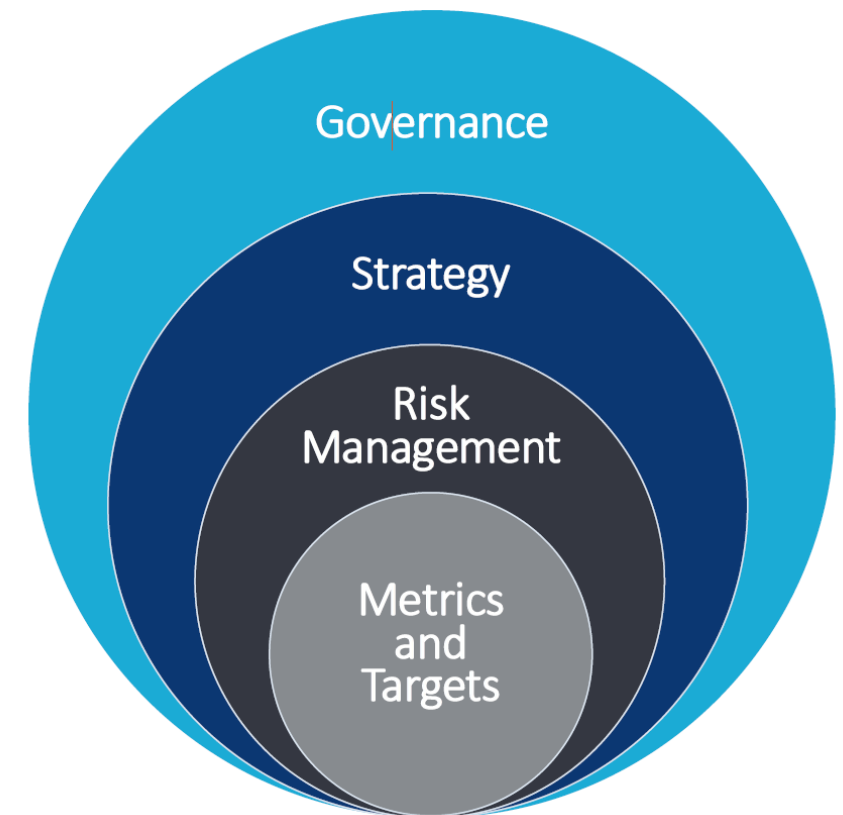 Governance
Strategy
Risk
Management
Metrics
and
Targets